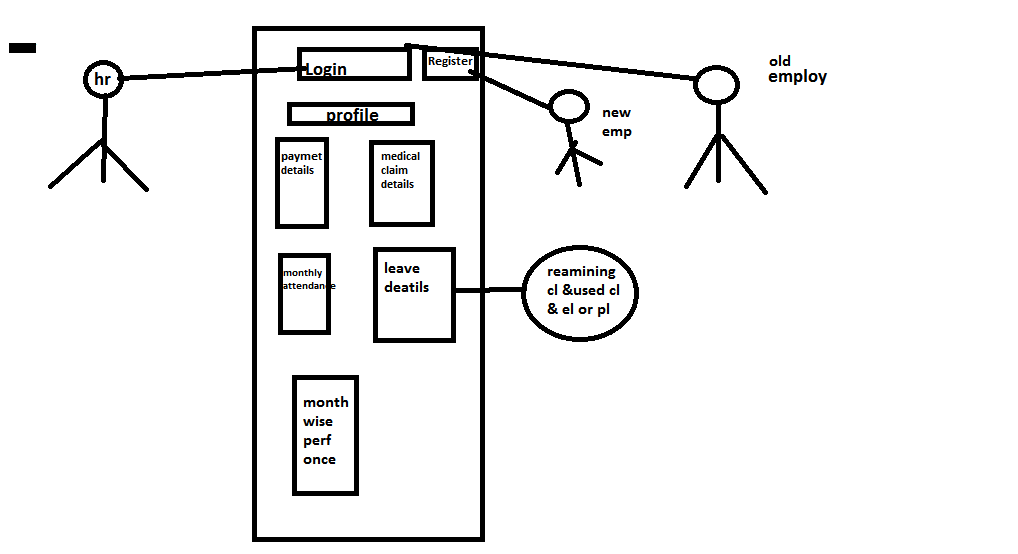 hr
Login
Register
old
employ
new
emp
profile
paymet
details
medical
claim
details
monthly
attendance
leave
deatils
reamining
cl &used cl
& el or pl
month
wise
perf
once